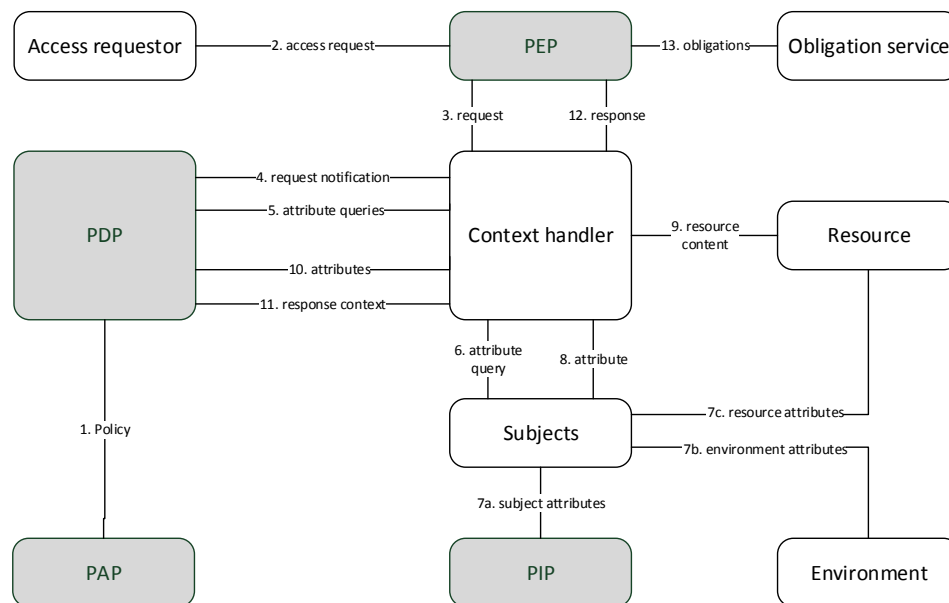 Access requestor
2. access request
PEP
13. obligations
Obligation service
3. request
12. response
4. request notification
5. attribute queries
PDP
Context handler
9. resource
content
Resource
10. attributes
11. response context
6. attribute
query
8. attribute
7c. resource attributes
1. Policy
Subjects
7b. environment attributes
7a. subject attributes
PAP
PIP
Environment